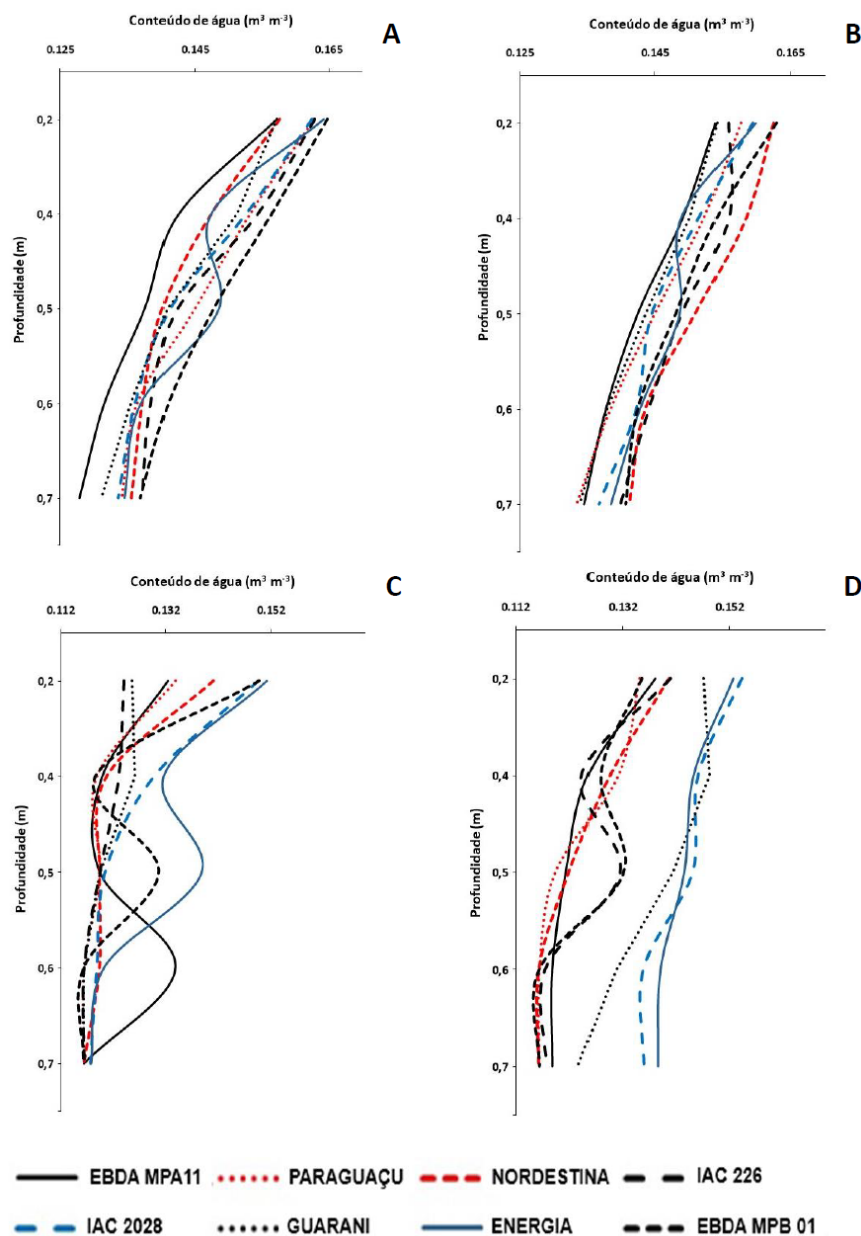 Conteúdo de água (m³ m⁻³)
A
0.125 0.145 0.165
0,2
0,4
0,5
0,6
0,7
Profundidade (m)
Conteúdo de água (m³ m⁻³)
B
0.125 0.145 0.165
0,2
0,4
0,5
0,6
0,7
Profundidade (m)
Conteúdo de água (m³ m⁻³)
C
0.112 0.132 0.152
0,2
0,4
0,5
0,6
0,7
Profundidade (m)
Conteúdo de água (m³ m⁻³)
D
0.112 0.132 0.152
0,2
0,4
0,5
0,6
0,7
Profundidade (m)
EBDA MPA11 PARAGUAÇU NORDESTINA IAC 226
IAC 2028 GUARANI ENERGIA EBDA MPB 01